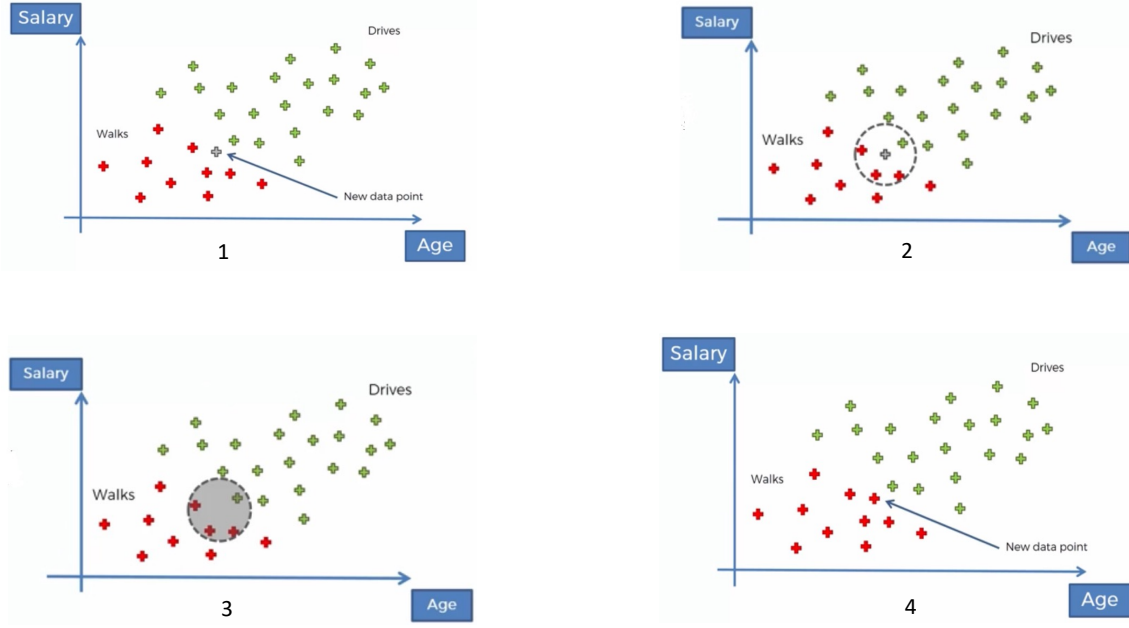 Salary
Drives
Walks
New data point
Age
1
Salary
Drives
Walks
Age
2
Salary
Drives
Walks
Age
3
Salary
Drives
Walks
New data point
Age
4